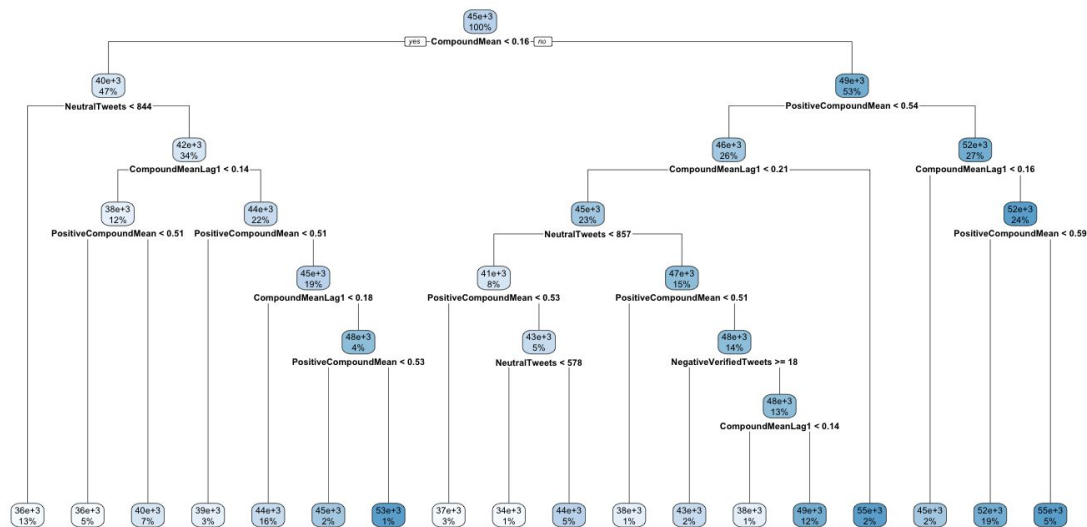 45e+3
100%
yes CompoundMean < 0.16 no
40e+3
47%
49e+3
53%
NeutralTweets < 844
PositiveCompoundMean < 0.54
42e+3
34%
46e+3
26%
52e+3
27%
CompoundMeanLag1 < 0.14
CompoundMeanLag1 < 0.21
CompoundMeanLag1 < 0.16
38e+3
12%
44e+3
22%
45e+3
23%
52e+3
24%
PositiveCompoundMean < 0.51
PositiveCompoundMean < 0.51
NeutralTweets < 857
PositiveCompoundMean < 0.59
45e+3
19%
41e+3
8%
47e+3
15%
CompoundMeanLag1 < 0.18
PositiveCompoundMean < 0.53
PositiveCompoundMean < 0.51
48e+3
4%
43e+3
5%
48e+3
14%
PositiveCompoundMean < 0.53
NeutralTweets < 578
NegativeVerifiedTweets >= 18
48e+3
13%
CompoundMeanLag1 < 0.14
36e+3
13%
36e+3
5%
40e+3
7%
39e+3
3%
44e+3
16%
45e+3
2%
53e+3
1%
37e+3
3%
34e+3
1%
44e+3
5%
38e+3
1%
43e+3
2%
38e+3
1%
49e+3
12%
55e+3
2%
45e+3
2%
52e+3
19%
55e+3
5%